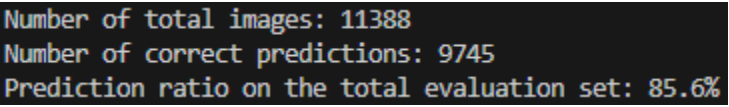 Number of total images: 11388
Number of correct predictions: 9745
Prediction ratio on the total evaluation set: 85.6%